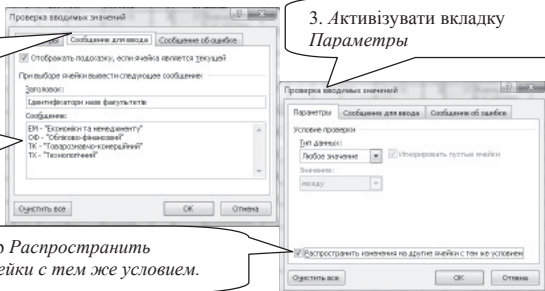 Проверка вводимых значений
Сообщение для ввода
Сообщение об ошибке
Отображать подсказку, если ячейка является текущей
При выборе ячейки вывести следующее сообщение:
Заголовок:
Ідентифікатори назв факультетів
Сообщение:
ЕМ - "Економіки та менеджменту"
ОФ - "Обліково-фінансовий"
ТК - "Товарознавчо-комерційний"
ТХ - "Технологічний"
Очистить все
ОК
Отмена
3. Активізувати вкладку
Параметры
Проверка вводимых значений
Параметры
Сообщение для ввода
Сообщение об ошибке
Условие проверки
Тип данных:
Любое значение
Игнорировать пустые ячейки
Значение:
между
Распространить изменения на другие ячейки с тем же условием
Очистить все
ОК
Отмена
Распространить
с тем же условием.